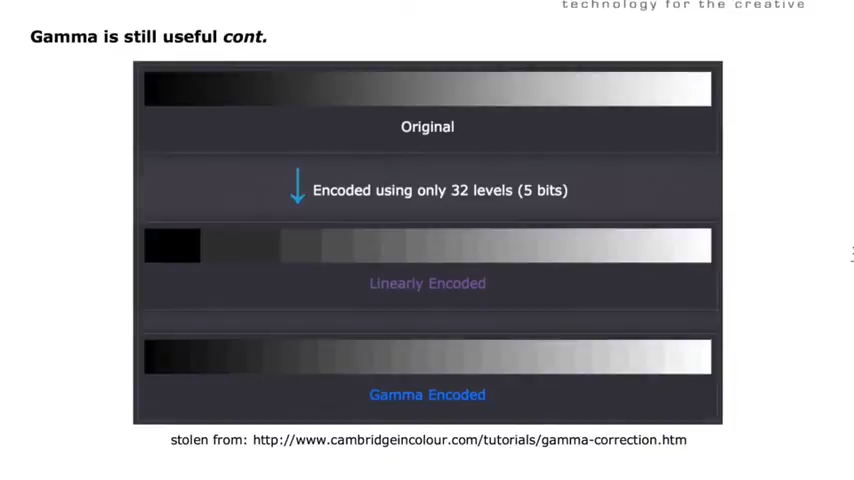 technology for the creative
Gamma is still useful cont.
Original
Encoded using only 32 levels (5 bits)
Linearly Encoded
Gamma Encoded
stolen from: http://www.cambridgeincolour.com/tutorials/gamma-correction.htm